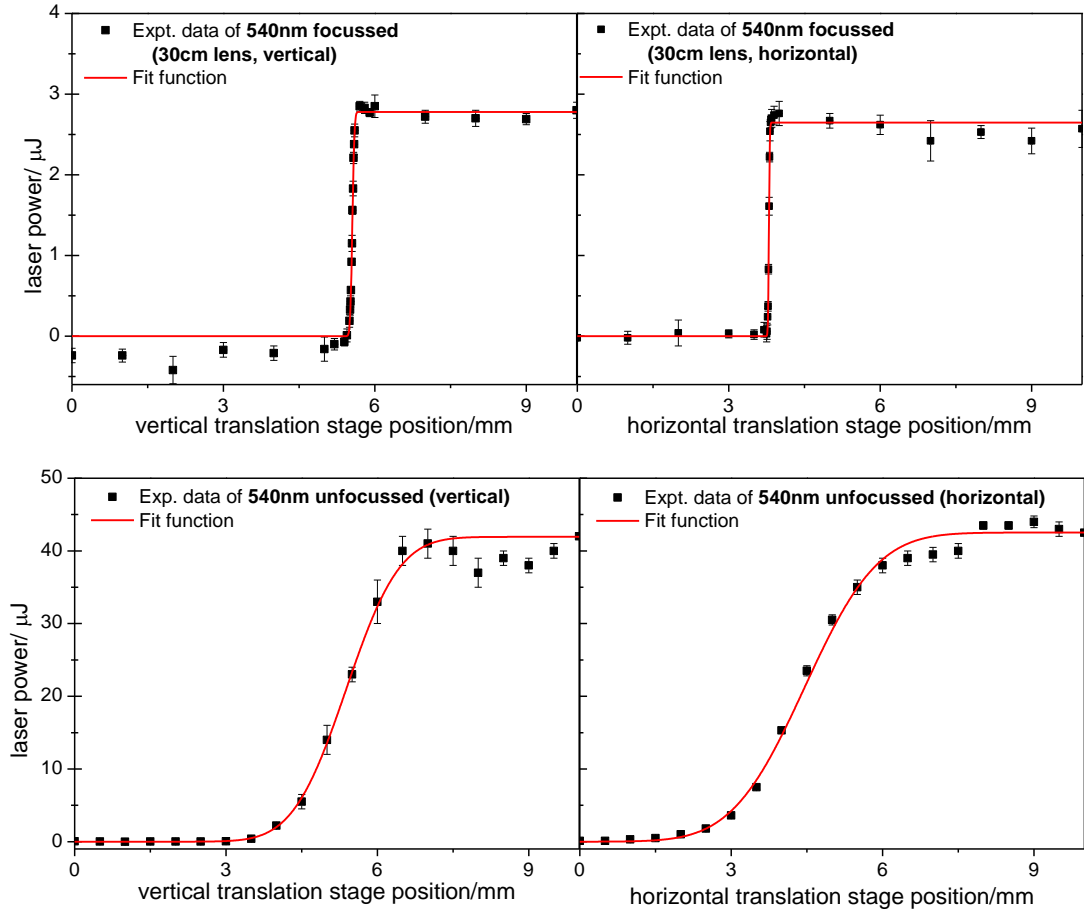 4
3
2
1
0
laser power/ μJ
Expt. data of 540nm focussed
(30cm lens, vertical)
Fit function
0 3 6 9
vertical translation stage position/mm
Expt. data of 540nm focussed
(30cm lens, horizontal)
Fit function
0 3 6 9
horizontal translation stage position/mm
50
40
30
20
10
0
laser power/ μJ
Exp. data of 540nm unfocussed (vertical)
Fit function
0 3 6 9
vertical translation stage position/mm
Expt. data of 540nm unfocussed (horizontal)
Fit function
0 3 6 9
horizontal translation stage position/mm